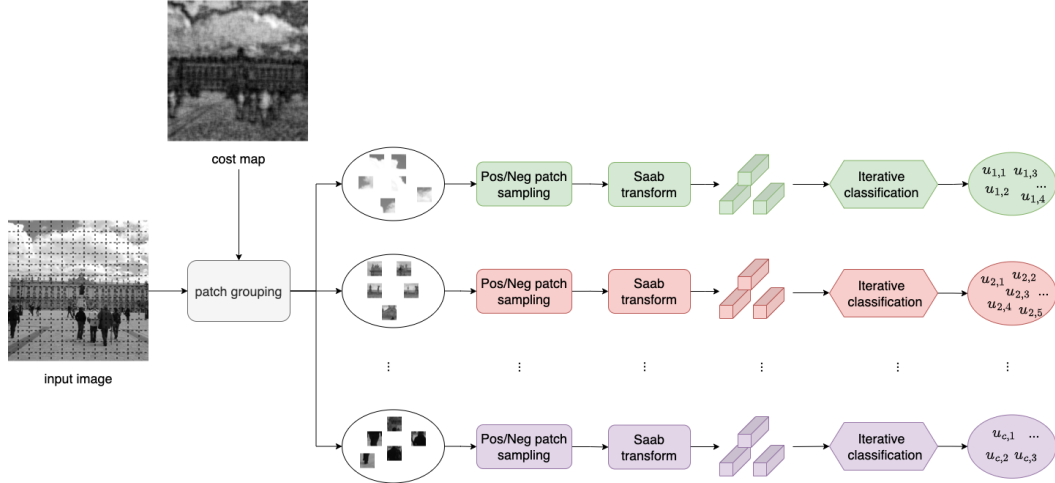 cost map
input image
patch grouping
Pos/Neg patch
sampling
Saab
transform
Iterative
classification
u1,1 u1,3
u1,2 ...
u1,4
Pos/Neg patch
sampling
Saab
transform
Iterative
classification
u2,1 u2,2
u2,3 ...
u2,4 u2,5
⋮ ⋮ ⋮ ⋮ ⋮ ⋮
Pos/Neg patch
sampling
Saab
transform
Iterative
classification
uc,1 ...
uc,2 uc,3